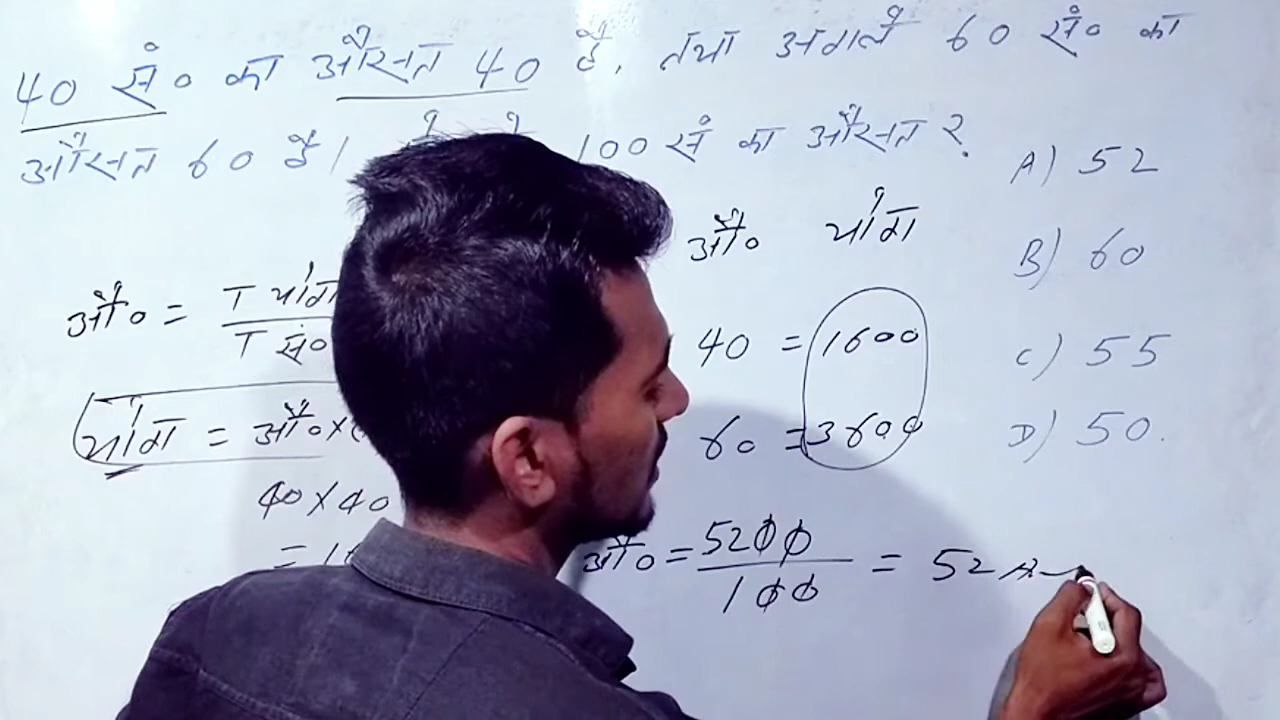 40 सं० का औसत 40 है, तथा अगले 60 सं० का
औसत 60 है। 100 सं का औसत ?
A) 52
B) 60
C) 55
D) 50.
औ० = T योग
T सं०
योग = औ० ×
40 × 40
= 1
औ० योग
40 = 1600
60 = 3600
औ० = 5200
100
= 52